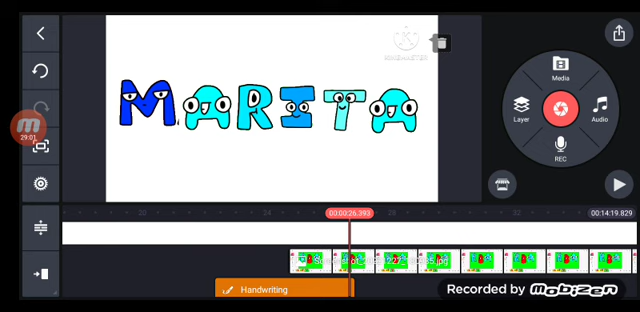 KINEMASTER
MARITA
Media
Layer
Audio
REC
29:01
20
24
00:00:26.393
28
32
00:14:19.829
Handwriting
Recorded by mobizen